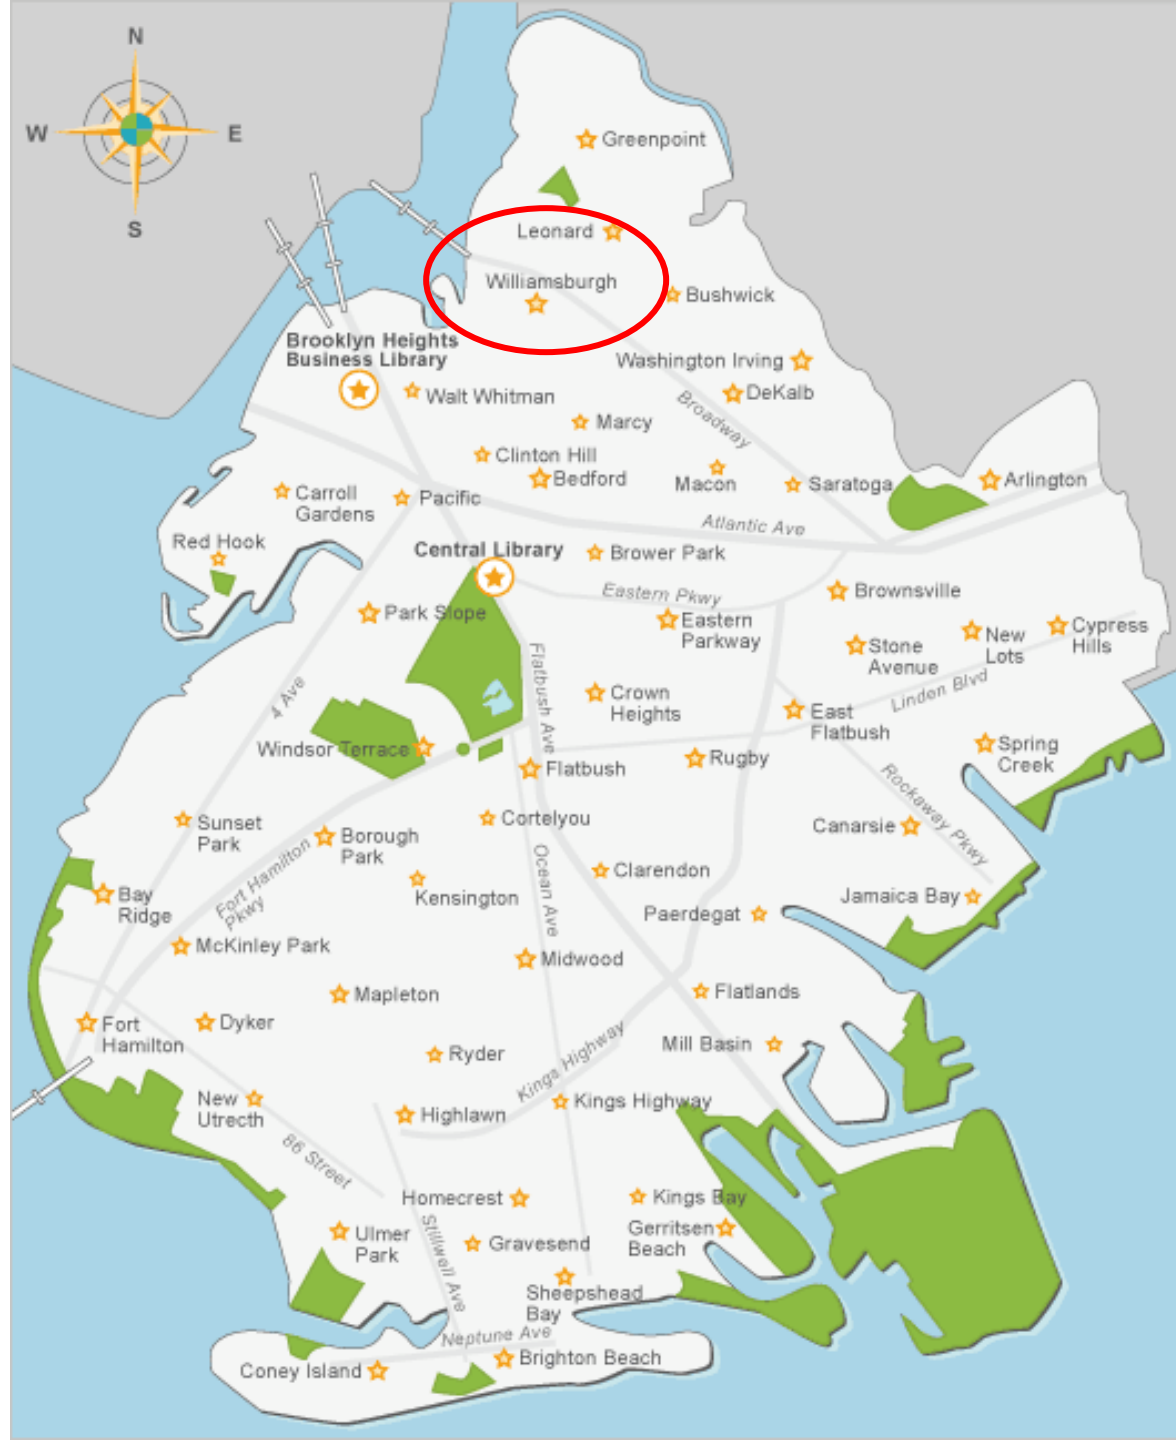 N
W
E
S
Greenpoint
Leonard
Williamsburgh
Bushwick
Brooklyn Heights
Business Library
Washington Irving
Walt Whitman
DeKalb
Broadway
Marcy
Clinton Hill
Bedford
Macon
Saratoga
Arlington
Carroll
Gardens
Pacific
Atlantic Ave
Red Hook
Central Library
Brower Park
Eastern Pkwy
Brownsville
Park Slope
Eastern
Parkway
Stone
Avenue
New
Lots
Cypress
Hills
Linden Blvd
4 Ave
Flatbush Ave
Crown
Heights
East
Flatbush
Windsor Terrace
Flatbush
Rugby
Spring
Creek
Rockaway Pkwy
Sunset
Park
Borough
Park
Cortelyou
Canarsie
Fort Hamilton
Pkwy
Ocean Ave
Clarendon
Kensington
Bay
Ridge
Jamaica Bay
Paerdegat
McKinley Park
Midwood
Mapleton
Flatlands
Fort
Hamilton
Dyker
Ryder
Kings Highway
Mill Basin
New
Utrecth
Highlawn
Kings Highway
86 Street
Homecrest
Kings Bay
Stillwell Ave
Ulmer
Park
Gravesend
Gerritsen
Beach
Sheepshead
Bay
Neptune Ave
Coney Island
Brighton Beach